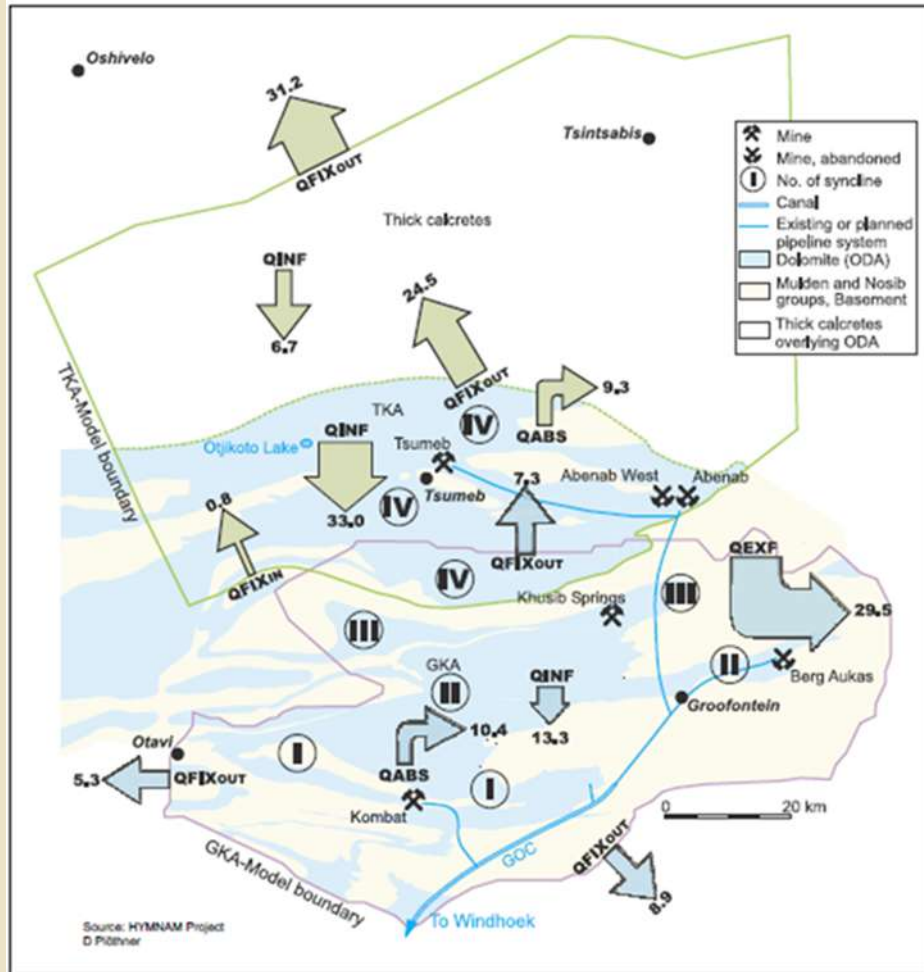 Oshivelo
31.2
QFIXOUT
Tsintsabis
Mine
Mine, abandoned
I
No. of syncline
Canal
Existing or planned
pipeline system
Dolomite (ODA)
Mulden and Nosib
groups, Basement
Thick calcretes
overlying ODA
Thick calcretes
QINF
6.7
24.5
QFIXOUT
TKA-Model boundary
TKA
IV
9.3
QABS
Otjikoto Lake
QINF
33.0
Tsumeb
Tsumeb
IV
Abenab West
Abenab
7.3
QFIXOUT
0.8
QFIXIN
IV
QEXF
29.5
Khusib Springs
III
III
GKA
II
QINF
13.3
II
Berg Aukas
Groofontein
Otavi
5.3
QFIXOUT
I
10.4
QABS
I
Kombat
0
20 km
GOC
QFIXOUT
8.9
GKA-Model boundary
To Windhoek
Source: HYMNAM Project
D Plöthner